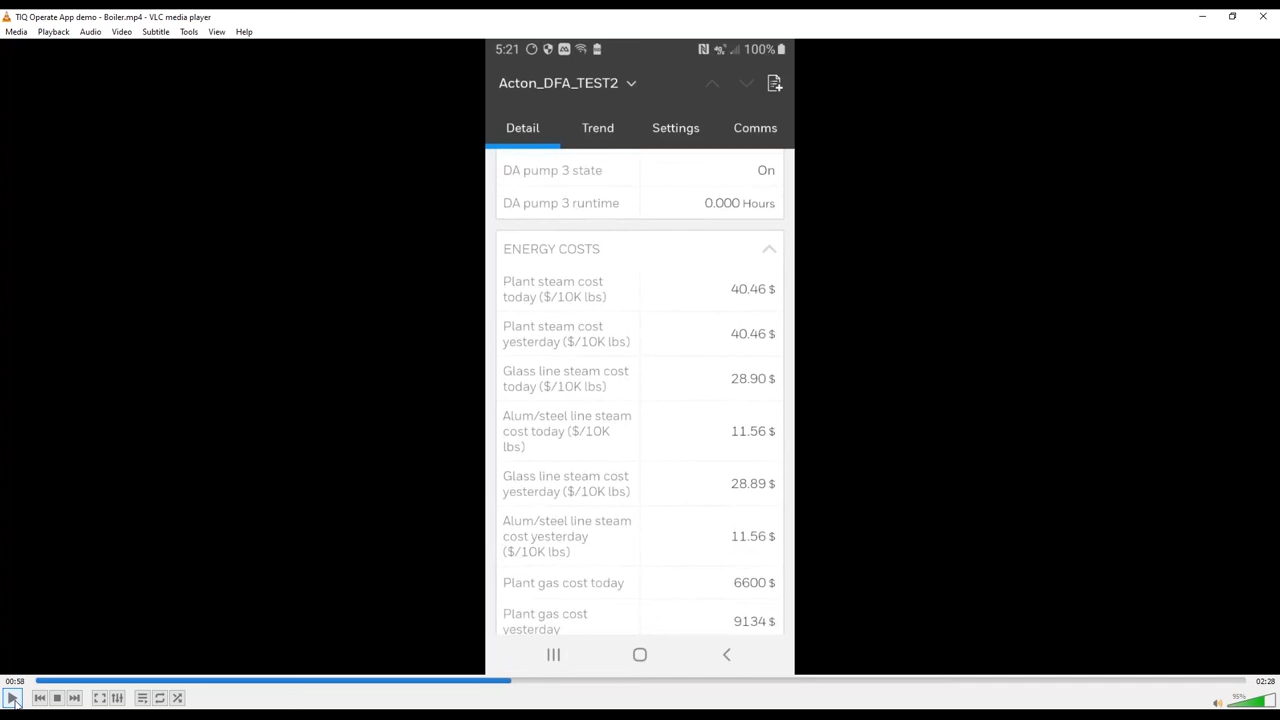 TIQ Operate App demo - Boiler.mp4 - VLC media player
Media Playback Audio Video Subtitle Tools View Help
5:21 100%
Acton_DFA_TEST2
Detail Trend Settings Comms
DA pump 3 state On
DA pump 3 runtime 0.000 Hours
ENERGY COSTS
Plant steam cost
today ($/10K lbs) 40.46 $
Plant steam cost
yesterday ($/10K lbs) 40.46 $
Glass line steam cost
today ($/10K lbs) 28.90 $
Alum/steel line steam
cost today ($/10K 11.56 $
lbs)
Glass line steam cost
yesterday ($/10K lbs) 28.89 $
Alum/steel line steam
cost yesterday 11.56 $
($/10K lbs)
Plant gas cost today 6600 $
Plant gas cost
yesterday 9134 $
00:58 02:28
95%